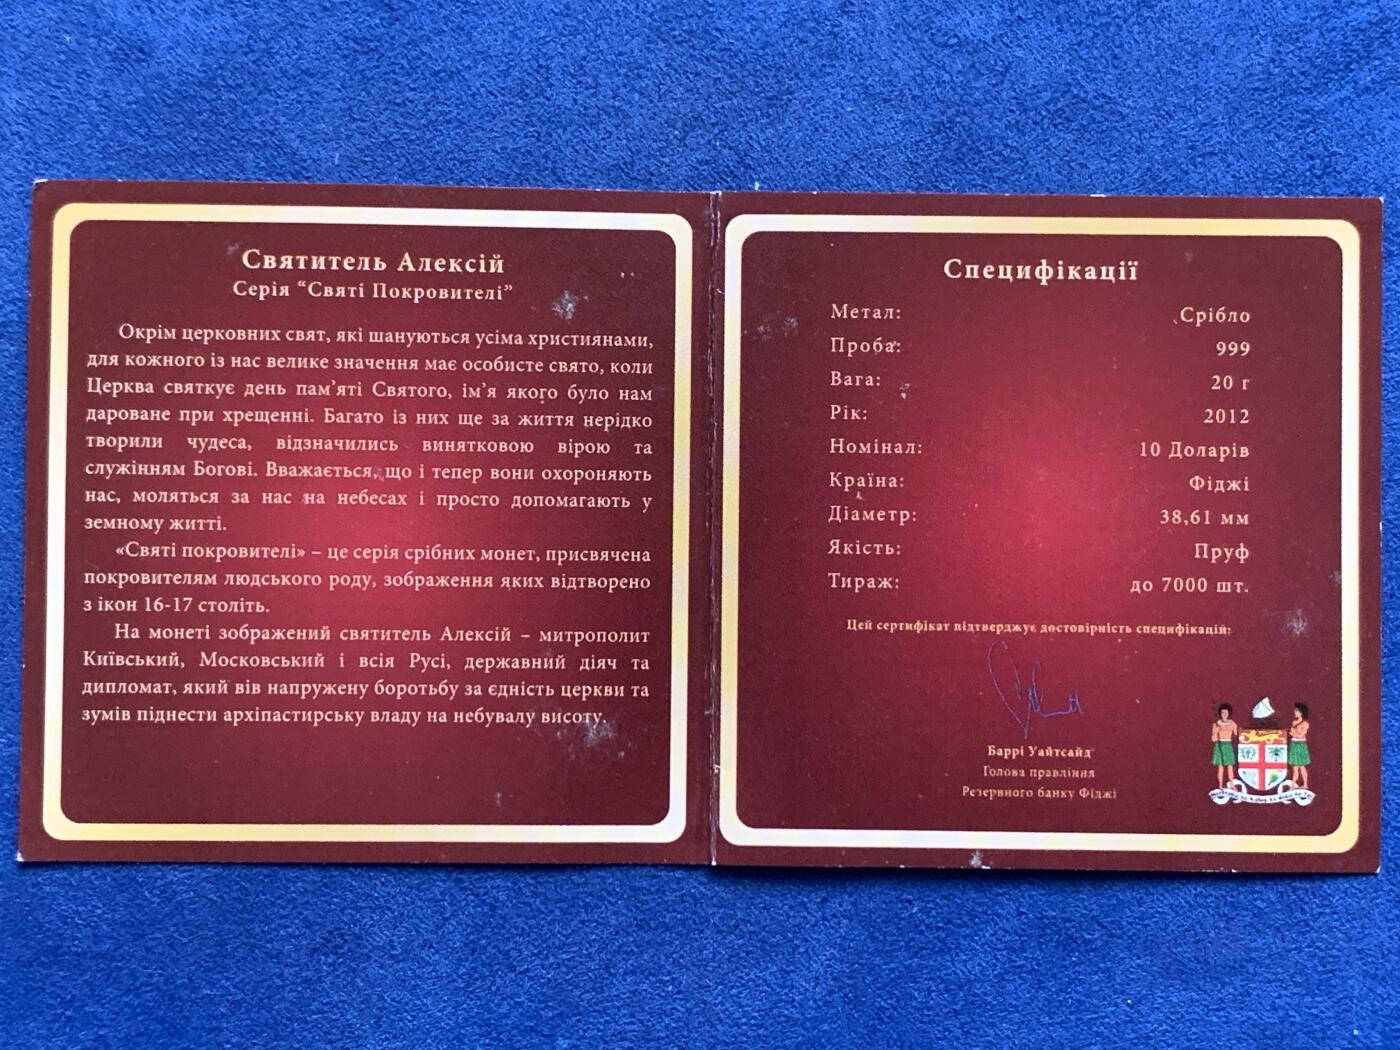 Святитель Алексій
Серія “Святі Покровителі”
Окрім церковних свят, які шануються усіма християнами,
для кожного із нас велике значення має особисте свято, коли
Церква святкує день пам’яті Святого, ім’я якого було нам
дароване при хрещенні. Багато із них ще за життя нерідко
творили чудеса, відзначились винятковою вірою та
служінням Богові. Вважається, що і тепер вони охороняють
нас, моляться за нас на небесах і просто допомагають у
земному житті.
«Святі покровителі» – це серія срібних монет, присвячена
покровителям людського роду, зображення яких відтворено
з ікон 16-17 століть.
На монеті зображений святитель Алексій – митрополит
Київський, Московський і всія Русі, державний діяч та
дипломат, який вів напружену боротьбу за єдність церкви та
зумів піднести архіпастирську владу на небувалу висоту.
Специфікації
Метал: Срібло
Проба: 999
Вага: 20 г
Рік: 2012
Номінал: 10 Доларів
Країна: Фіджі
Діаметр: 38,61 мм
Якість: Пруф
Тираж: до 7000 шт.
Цей сертифікат підтверджує достовірність специфікацій:
Баррі Уайтсайд
Голова правління
Резервного банку Фіджі